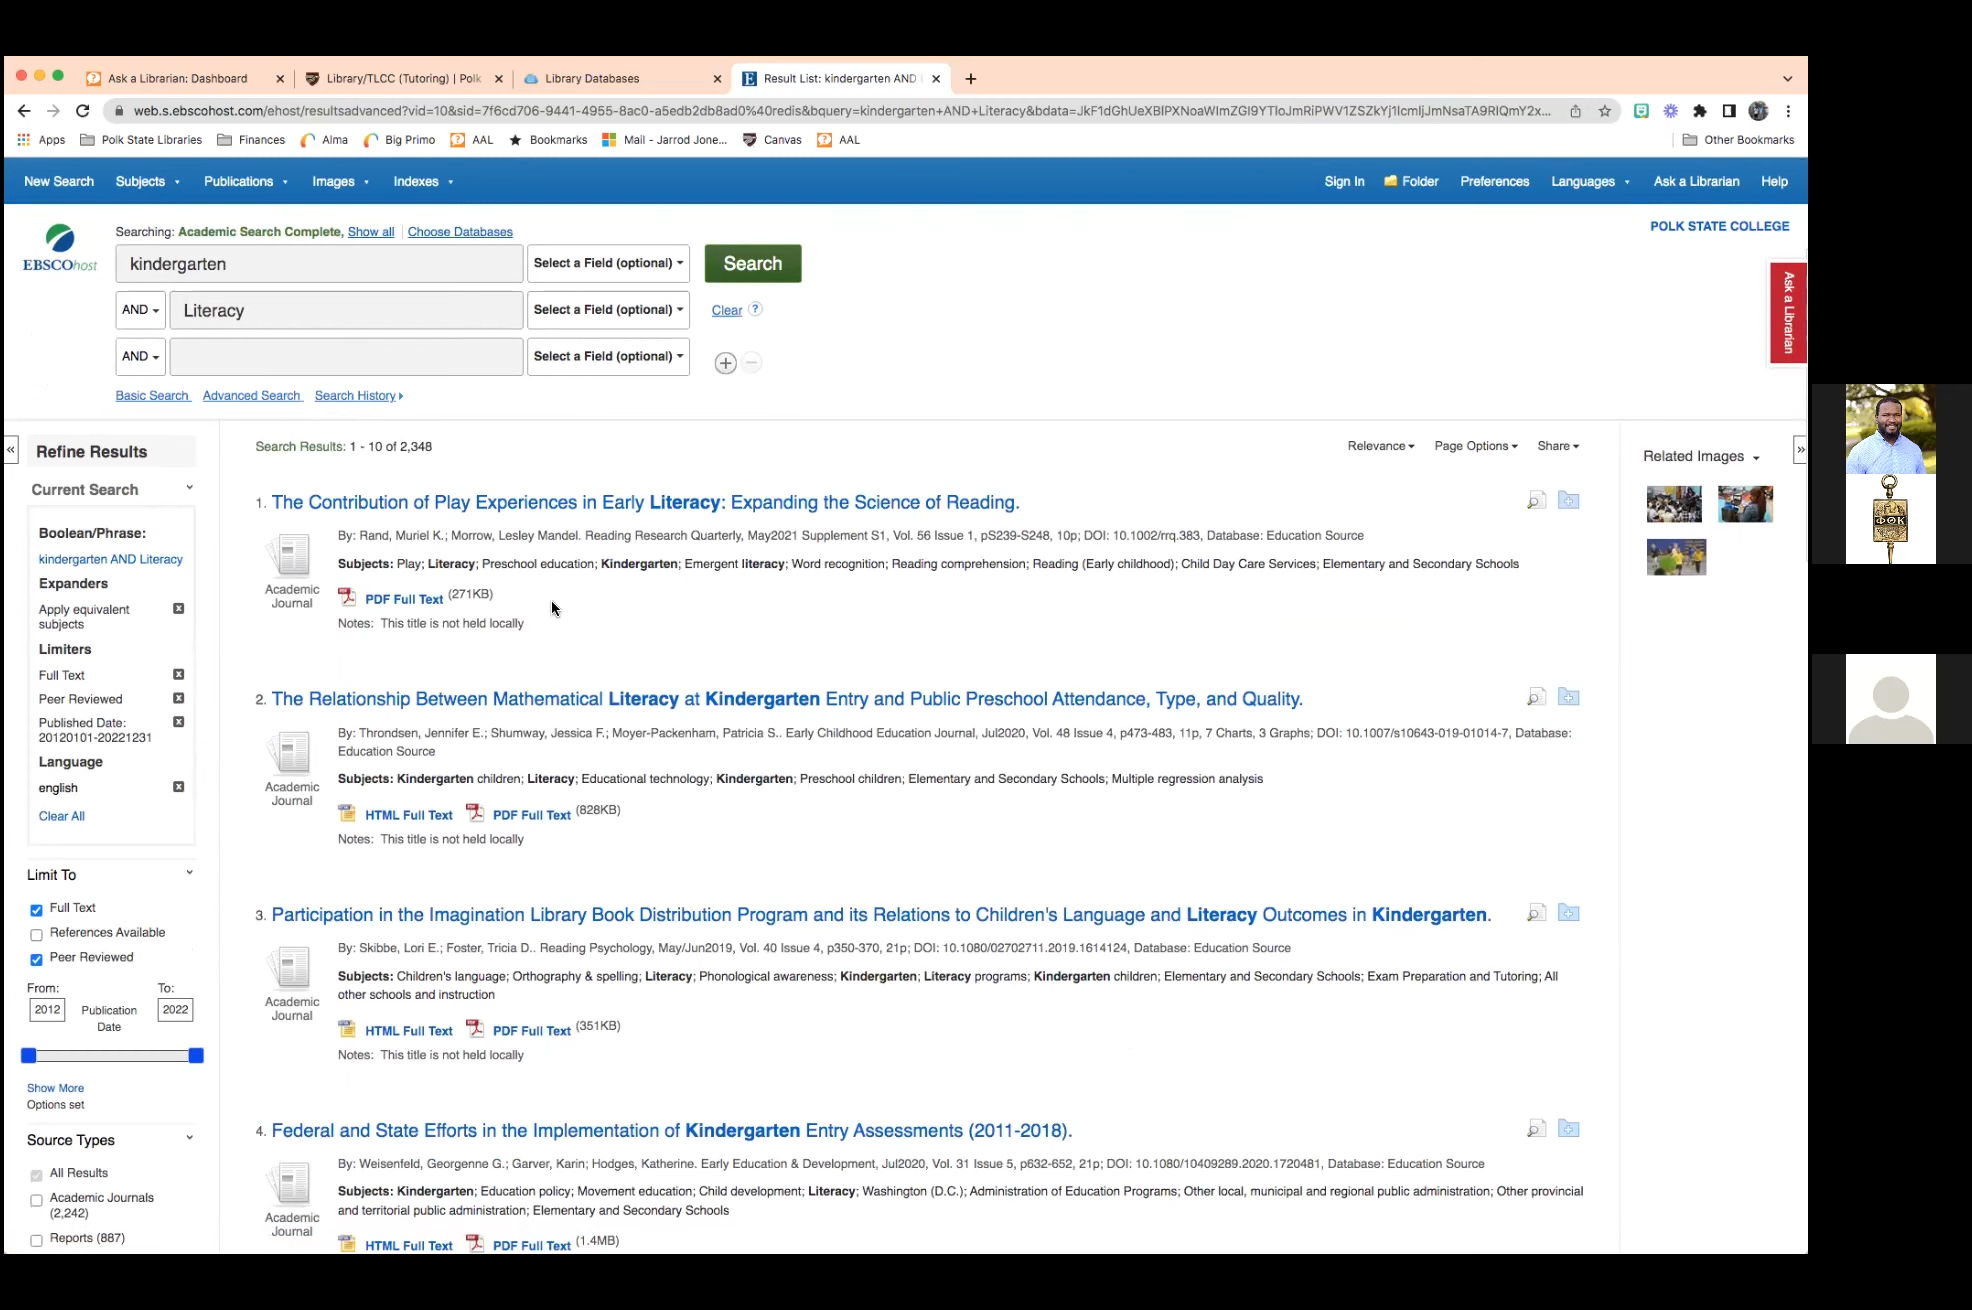 Ask a Librarian: Dashboard
Library/TLCC (Tutoring) | Polk
Library Databases
Result List: kindergarten AND
web.s.ebscohost.com/ehost/resultsadvanced?vid=10&sid=7f6cd706-9441-4955-8ac0-a5edb2db8ad0%40redis&bquery=kindergarten+AND+Literacy&bdata=
Apps
Polk State Libraries
Finances
Alma
Big Primo
AAL
Bookmarks
Mail - Jarrod Jone...
Canvas
AAL
Other Bookmarks
New Search
Subjects
Publications
Images
Indexes
Sign In
Folder
Preferences
Languages
Ask a Librarian
Help
EBSCOhost
Searching: Academic Search Complete, Show all | Choose Databases
POLK STATE COLLEGE
kindergarten
Select a Field (optional)
Search
AND
Literacy
Select a Field (optional)
Clear ?
AND
Select a Field (optional)
Basic Search Advanced Search Search History
Ask a Librarian
Refine Results
Current Search
Boolean/Phrase:
kindergarten AND Literacy
Expanders
Apply equivalent
subjects
Limiters
Full Text
Peer Reviewed
Published Date:
20120101-20221231
Language
english
Clear All
Limit To
Full Text
References Available
Peer Reviewed
From: To:
2012 Publication 2022
Date
Show More
Options set
Source Types
All Results
Academic Journals
(2,242)
Reports (887)
Search Results: 1 - 10 of 2,348
Relevance
Page Options
Share
1. The Contribution of Play Experiences in Early Literacy: Expanding the Science of Reading.
By: Rand, Muriel K.; Morrow, Lesley Mandel. Reading Research Quarterly, May2021 Supplement S1, Vol. 56 Issue 1, pS239-S248, 10p; DOI: 10.1002/rrq.383, Database: Education Source
Subjects: Play; Literacy; Preschool education; Kindergarten; Emergent literacy; Word recognition; Reading comprehension; Reading (Early childhood); Child Day Care Services; Elementary and Secondary Schools
Academic
Journal
PDF Full Text (271KB)
Notes: This title is not held locally
2. The Relationship Between Mathematical Literacy at Kindergarten Entry and Public Preschool Attendance, Type, and Quality.
By: Throndsen, Jennifer E.; Shumway, Jessica F.; Moyer-Packenham, Patricia S.. Early Childhood Education Journal, Jul2020, Vol. 48 Issue 4, p473-483, 11p, 7 Charts, 3 Graphs; DOI: 10.1007/s10643-019-01014-7, Database:
Education Source
Subjects: Kindergarten children; Literacy; Educational technology; Kindergarten; Preschool children; Elementary and Secondary Schools; Multiple regression analysis
Academic
Journal
HTML Full Text PDF Full Text (828KB)
Notes: This title is not held locally
3. Participation in the Imagination Library Book Distribution Program and its Relations to Children's Language and Literacy Outcomes in Kindergarten.
By: Skibbe, Lori E.; Foster, Tricia D.. Reading Psychology, May/Jun2019, Vol. 40 Issue 4, p350-370, 21p; DOI: 10.1080/02702711.2019.1614124, Database: Education Source
Subjects: Children's language; Orthography & spelling; Literacy; Phonological awareness; Kindergarten; Literacy programs; Kindergarten children; Elementary and Secondary Schools; Exam Preparation and Tutoring; All
other schools and instruction
Academic
Journal
HTML Full Text PDF Full Text (351KB)
Notes: This title is not held locally
4. Federal and State Efforts in the Implementation of Kindergarten Entry Assessments (2011-2018).
By: Weisenfeld, Georgenne G.; Garver, Karin; Hodges, Katherine. Early Education & Development, Jul2020, Vol. 31 Issue 5, p632-652, 21p; DOI: 10.1080/10409289.2020.1720481, Database: Education Source
Subjects: Kindergarten; Education policy; Movement education; Child development; Literacy; Washington (D.C.); Administration of Education Programs; Other local, municipal and regional public administration; Other provincial
and territorial public administration; Elementary and Secondary Schools
Academic
Journal
HTML Full Text PDF Full Text (1.4MB)
Related Images
ΦΘΚ